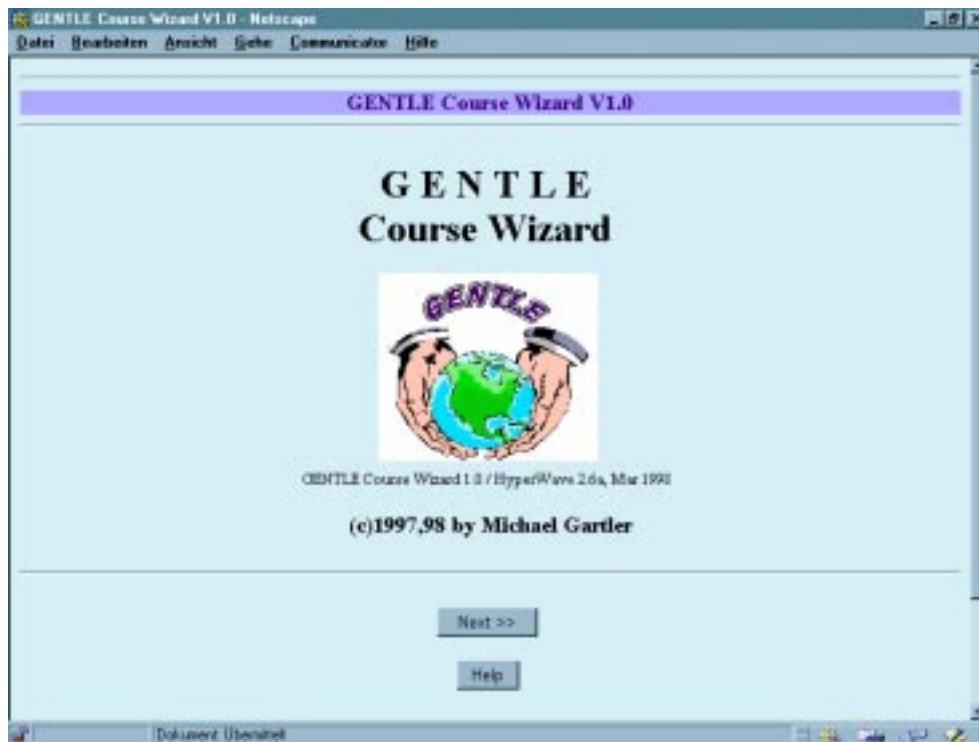 GENTLE Course Wizard V1.0 - Netscape
Datei Bearbeiten Ansicht Gehe Communicator Hilfe
GENTLE Course Wizard V1.0
G E N T L E
Course Wizard
GENTLE
GENTLE Course Wizard 1.0 / HyperWave 2.6a, Mar 1998
(c)1997,98 by Michael Gartler
Next >>
Help
Dokument Übermittelt